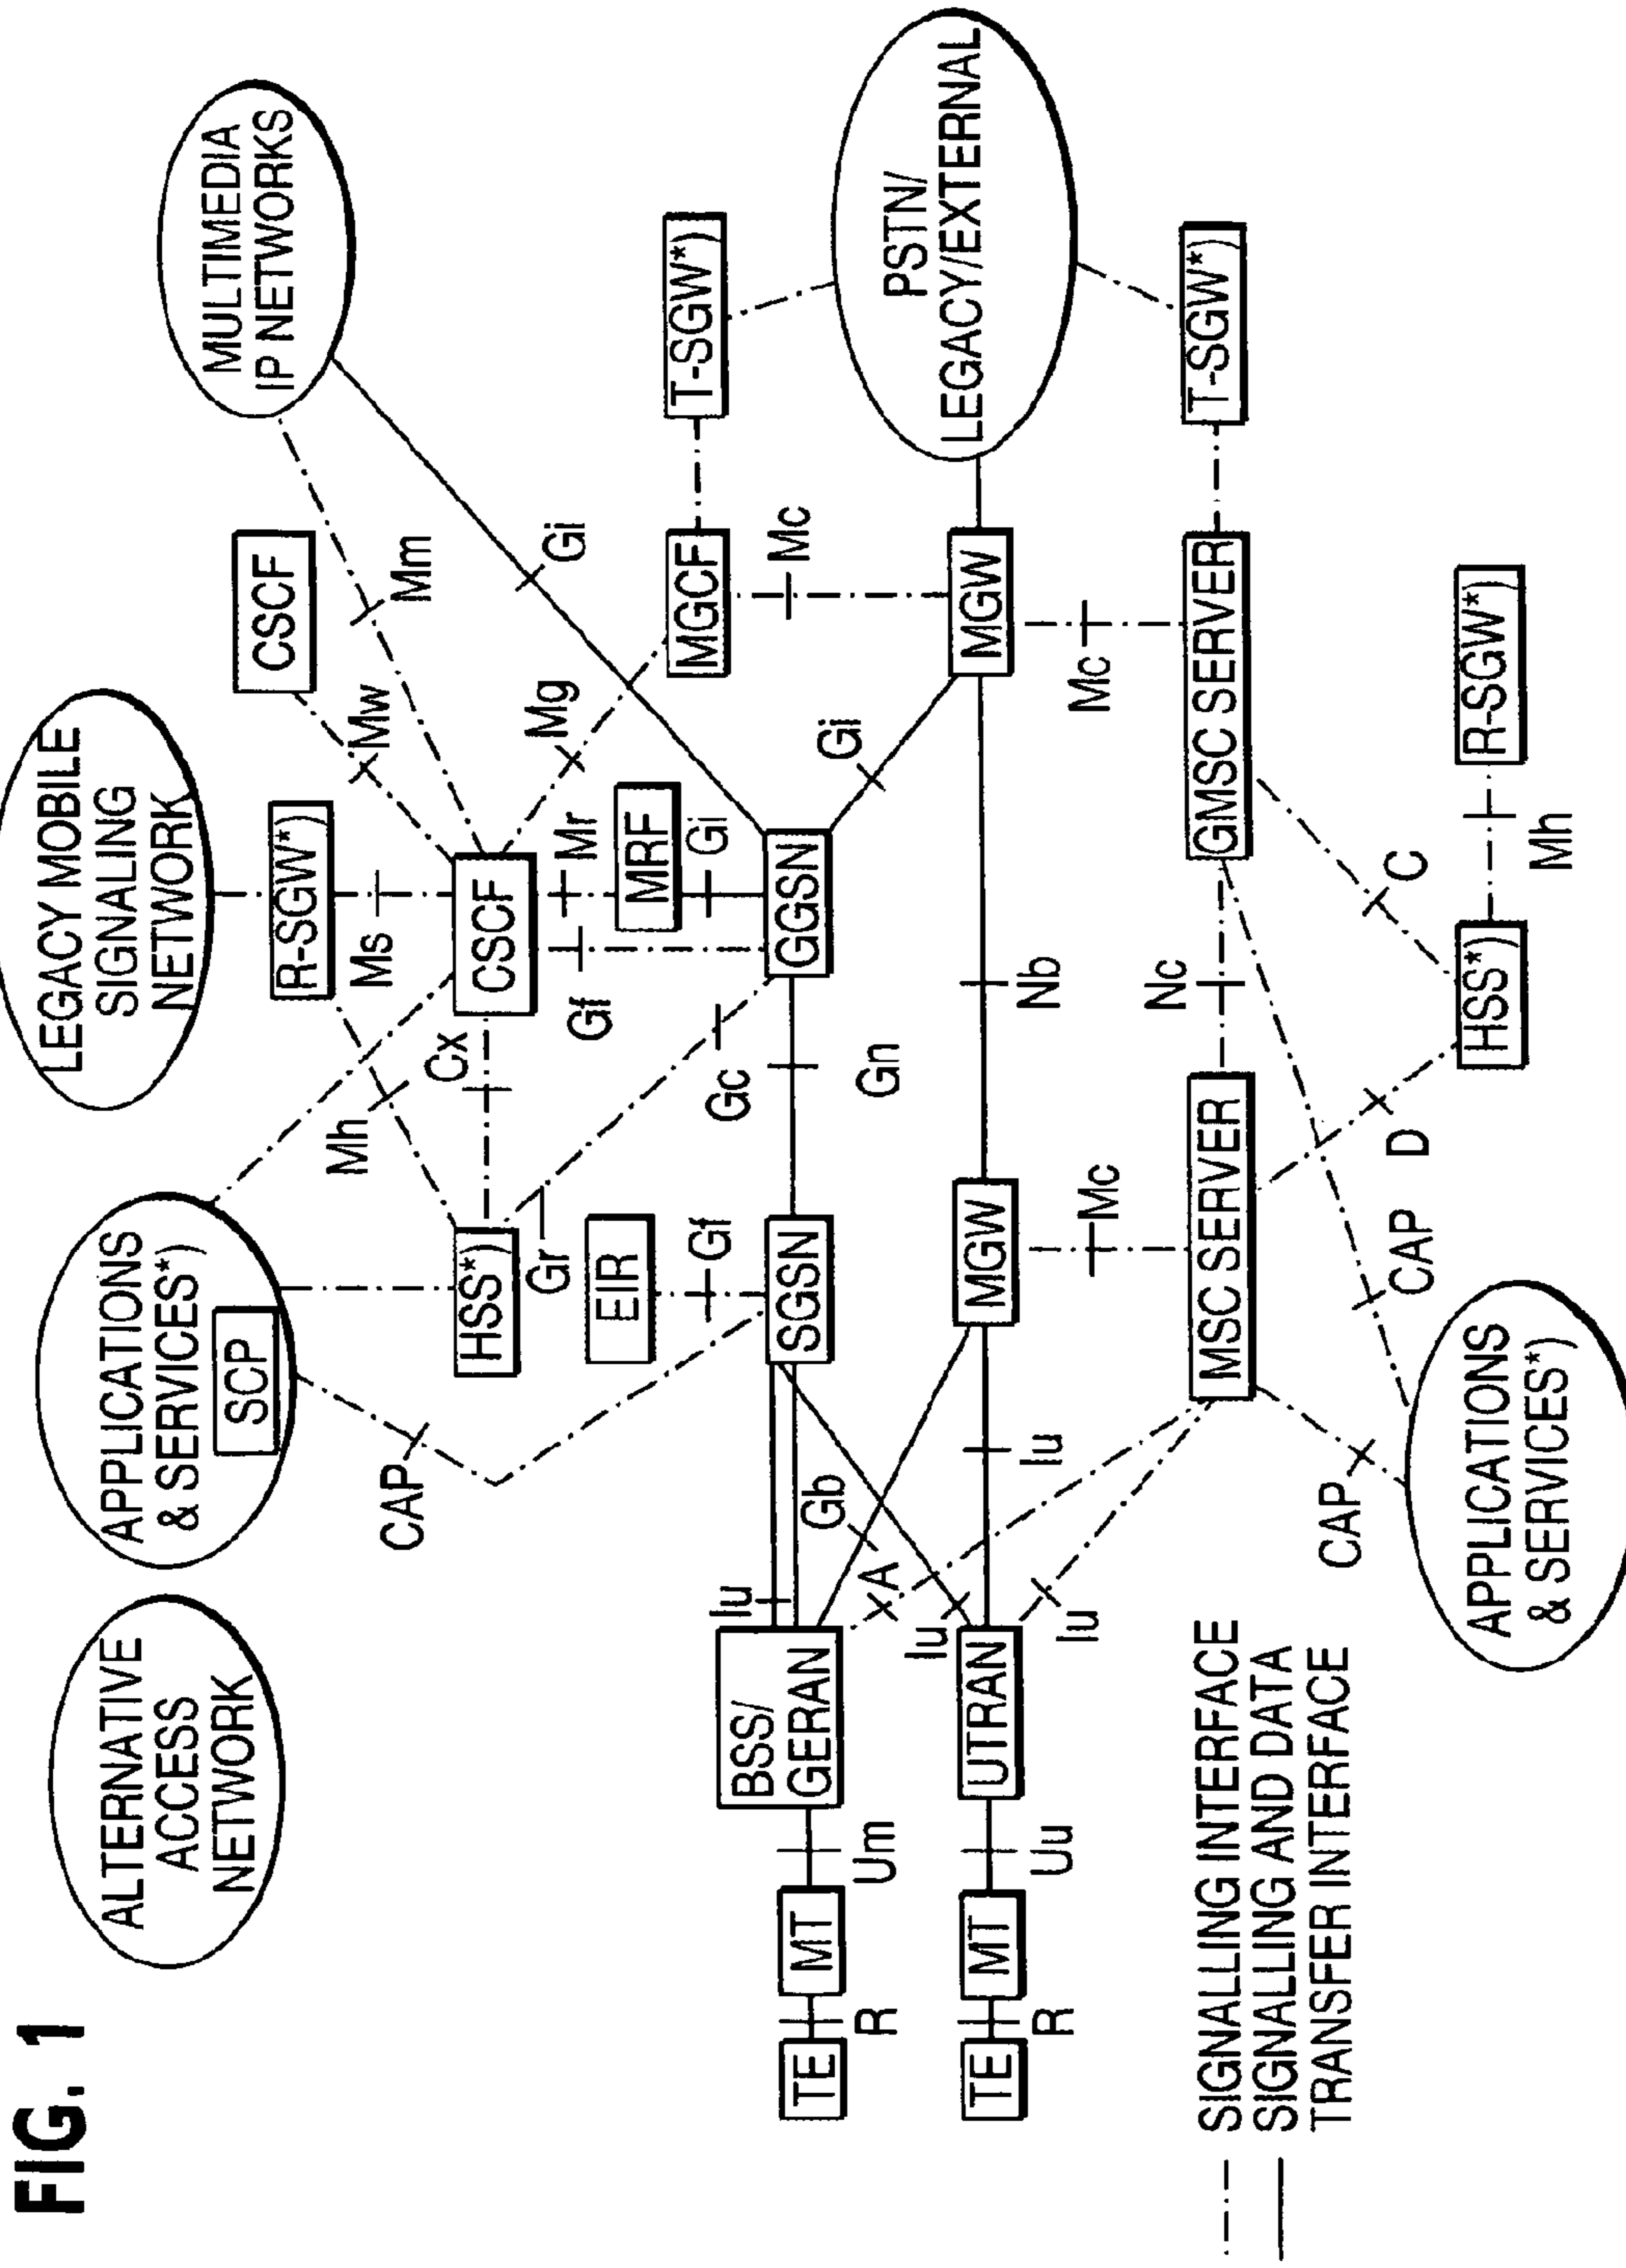 FIG. 1
ALTERNATIVE
ACCESS
NETWORK
APPLICATIONS
& SERVICES*)
SCP
LEGACY MOBILE
SIGNALING
NETWORK
MULTIMEDIA
IP NETWORKS
CAP
Mh
R-SGW*)
Ms
Mw
CSCF
Mm
HSS*)
Cx
CSCF
Gr
Gf
Mr
Mg
Gi
EIR
MRF
Gf
Gc
Gi
MGCF
T-SGW*)
Iu
BSS/
GERAN
Gb
SGSN
Gn
GGSN
Gi
Mc
TE
R
MT
Um
A
Iu
TE
R
MT
Uu
UTRAN
Iu
Iu
MGW
Nb
MGW
PSTN/
LEGACY/EXTERNAL
Mc
Mc
MSC SERVER
Nc
GMSC SERVER
T-SGW*)
CAP
CAP
D
C
HSS*)
Mh
R-SGW*)
APPLICATIONS
& SERVICES*)
SIGNALLING INTERFACE
SIGNALLING AND DATA
TRANSFER INTERFACE